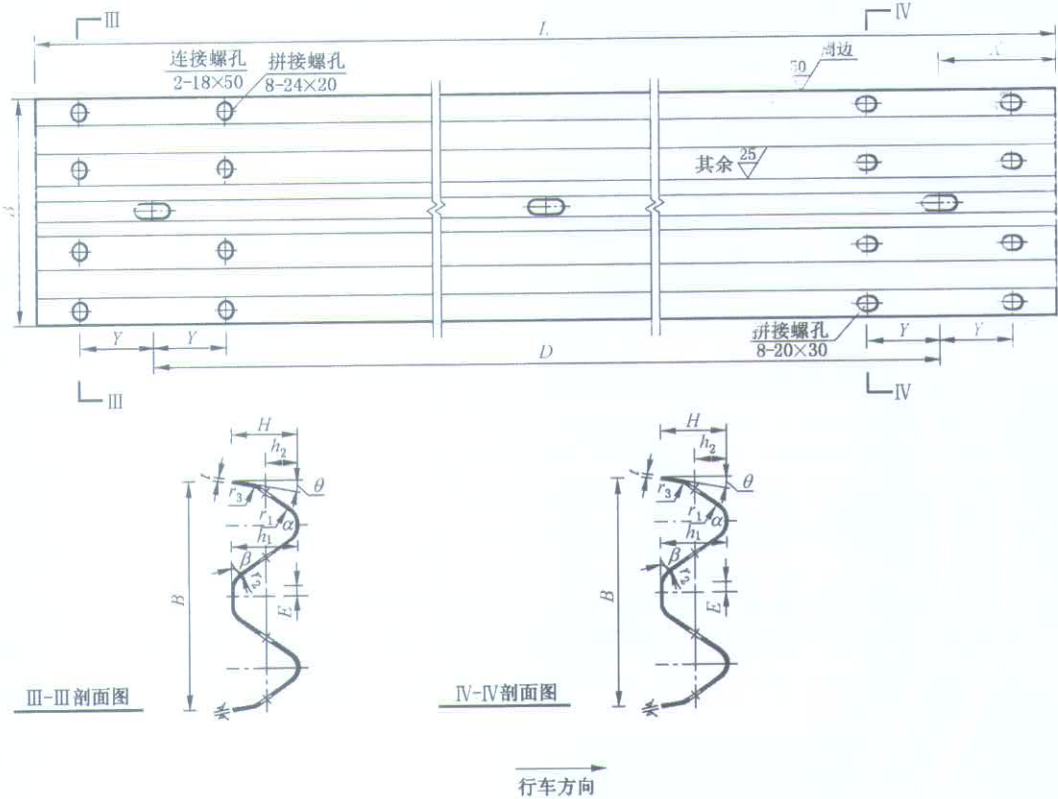 Ⅲ
Ⅳ
L
连接螺孔
2-18×50
拼接螺孔
8-24×20
50
周边
X
其余
25
B
Y
Y
D
拼接螺孔
8-20×30
Y
Y
Ⅲ
Ⅳ
H
h₂
t
θ
r₃
r₁
α
h₁
β
r₂
B
E
Ⅲ-Ⅲ剖面图
H
h₂
t
θ
r₃
r₁
α
h₁
β
r₂
B
E
Ⅳ-Ⅳ剖面图
行车方向